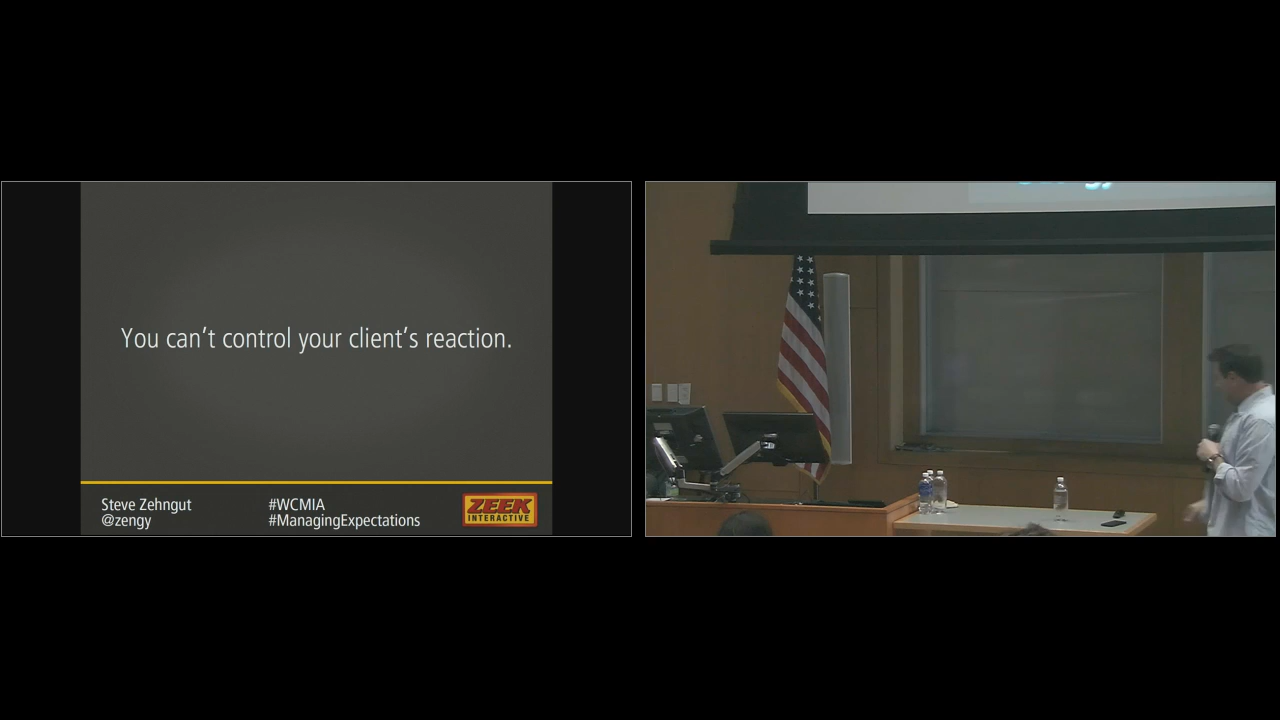 You can't control your client's reaction.
Steve Zehngut
@zengy
#WCMIA
#ManagingExpectations
ZEEK
INTERACTIVE